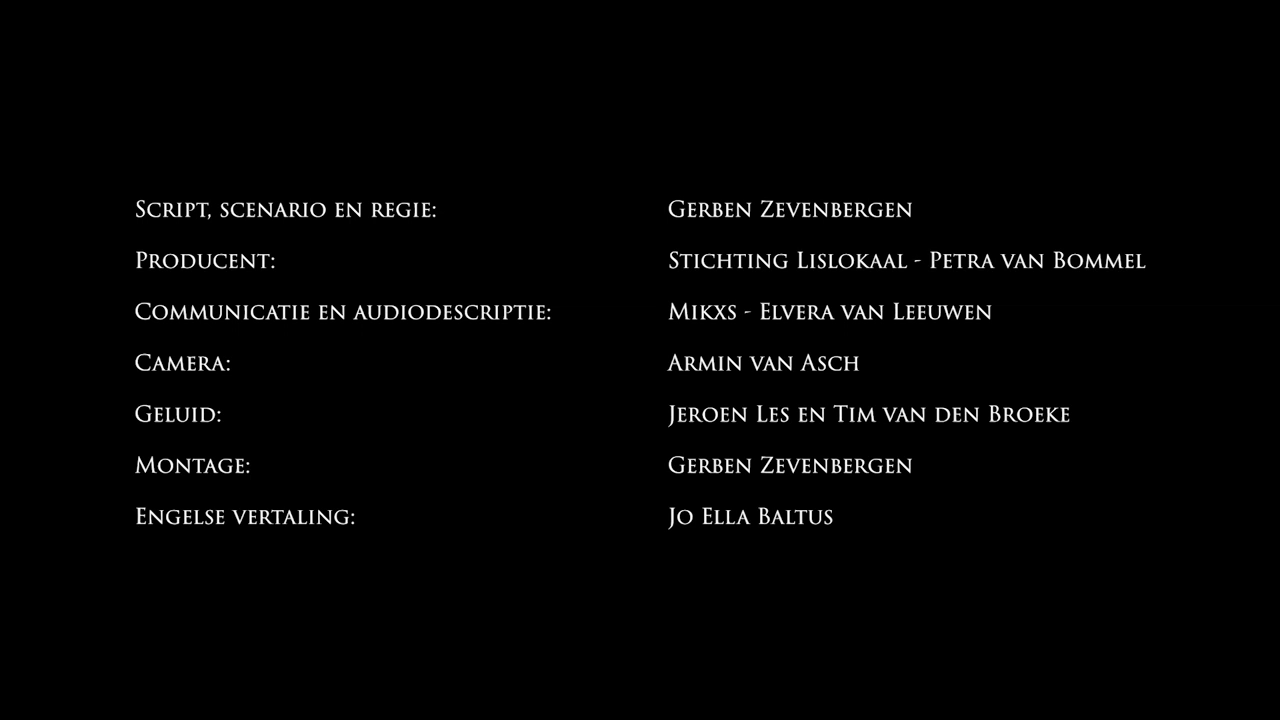 Script, scenario en regie: Gerben Zevenbergen
Producent: Stichting Lislokaal - Petra van Bommel
Communicatie en audiodescriptie: Mikxs - Elvera van Leeuwen
Camera: Armin van Asch
Geluid: Jeroen Les en Tim van den Broeke
Montage: Gerben Zevenbergen
Engelse vertaling: Jo Ella Baltus